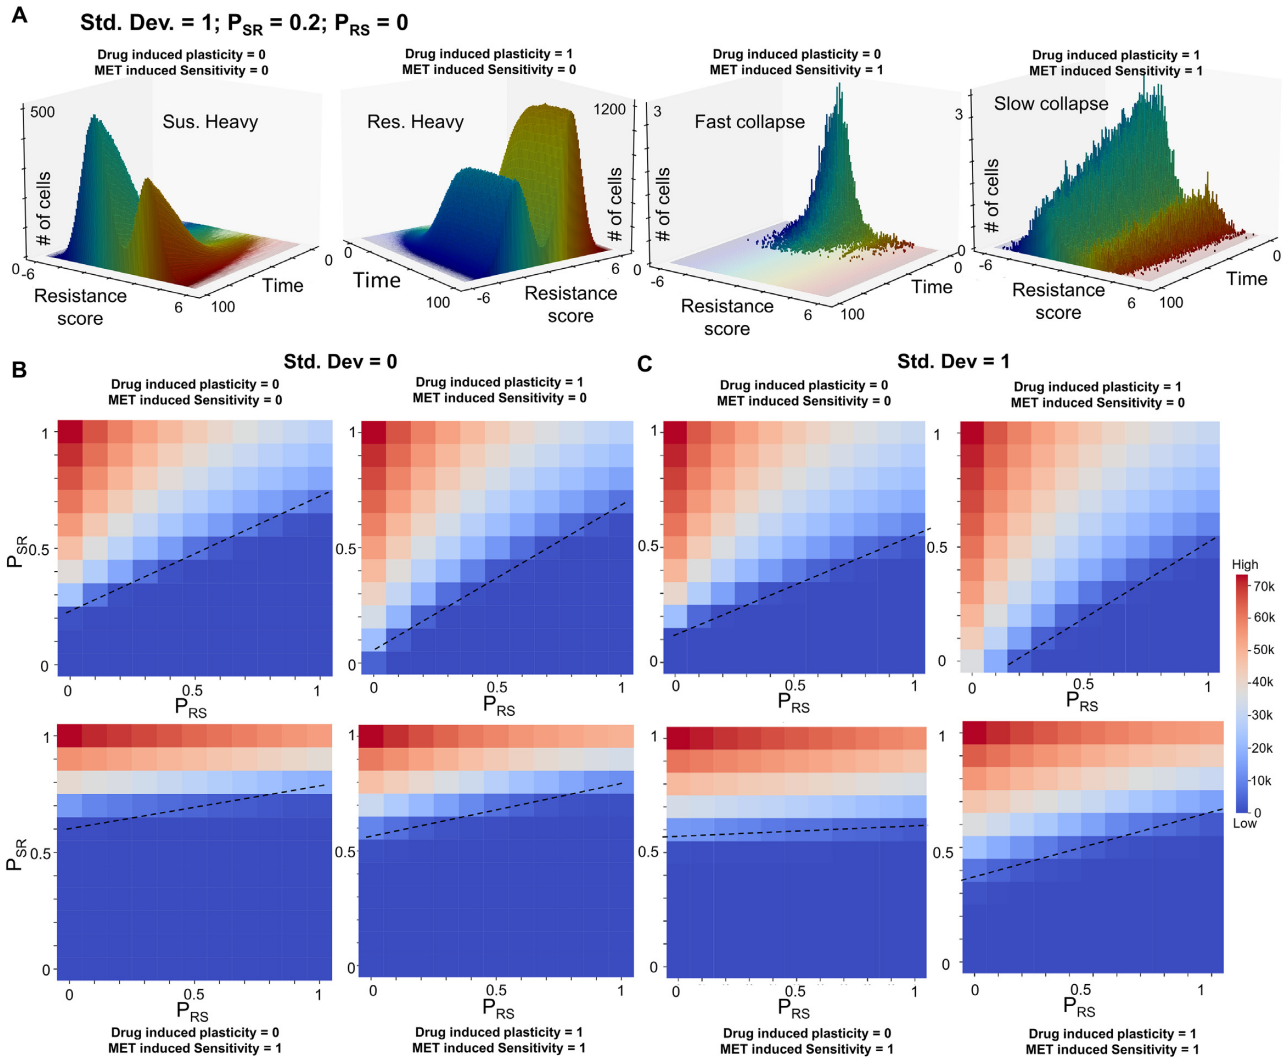 A
Std. Dev. = 1; PSR = 0.2; PRS = 0
Drug induced plasticity = 0
MET induced Sensitivity = 0
Drug induced plasticity = 1
MET induced Sensitivity = 0
Drug induced plasticity = 0
MET induced Sensitivity = 1
Drug induced plasticity = 1
MET induced Sensitivity = 1
500
Sus. Heavy
# of cells
0
-6
Resistance
score
6
100
Time
0
Res. Heavy
1200
# of cells
0
Time
100
-6
Resistance
score
6
0
3
Fast collapse
# of cells
0
-6
Resistance
score
6
100
Time
0
Slow collapse
3
# of cells
0
-6
Resistance
score
6
100
Time
0
B
Std. Dev = 0
C
Std. Dev = 1
Drug induced plasticity = 0
MET induced Sensitivity = 0
Drug induced plasticity = 1
MET induced Sensitivity = 0
Drug induced plasticity = 0
MET induced Sensitivity = 0
Drug induced plasticity = 1
MET induced Sensitivity = 0
1
0.5
0
PSR
0 0.5 1
PRS
1
0.5
0
0 0.5 1
PRS
1
0.5
0
0 0.5 1
PRS
1
0.5
0
0 0.5 1
PRS
High
70k
60k
50k
40k
30k
20k
10k
0
Low
1
0.5
0
PSR
0 0.5 1
PRS
1
0.5
0
0 0.5 1
PRS
1
0.5
0
0 0.5 1
PRS
1
0.5
0
0 0.5 1
PRS
Drug induced plasticity = 0
MET induced Sensitivity = 1
Drug induced plasticity = 1
MET induced Sensitivity = 1
Drug induced plasticity = 0
MET induced Sensitivity = 1
Drug induced plasticity = 1
MET induced Sensitivity = 1